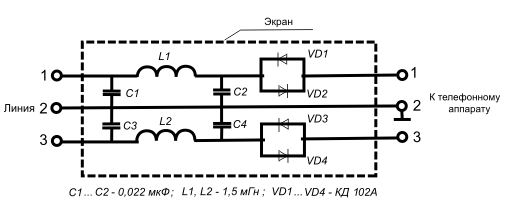 Экран
L1
VD1
1
1
C1
C2
VD2
Линия 2
2
К телефонному
аппарату
C3
L2
C4
VD3
3
3
VD4
C1... C2 - 0,022 мкФ; L1, L2 - 1,5 мГн ; VD1... VD4 - КД 102А